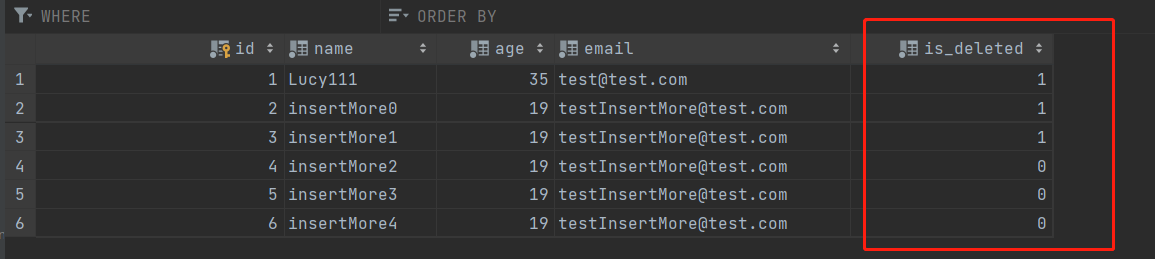 WHERE ORDER BY
id name age email is_deleted
1 1 Lucy111 35 test@test.com 1
2 2 insertMore0 19 testInsertMore@test.com 1
3 3 insertMore1 19 testInsertMore@test.com 1
4 4 insertMore2 19 testInsertMore@test.com 0
5 5 insertMore3 19 testInsertMore@test.com 0
6 6 insertMore4 19 testInsertMore@test.com 0